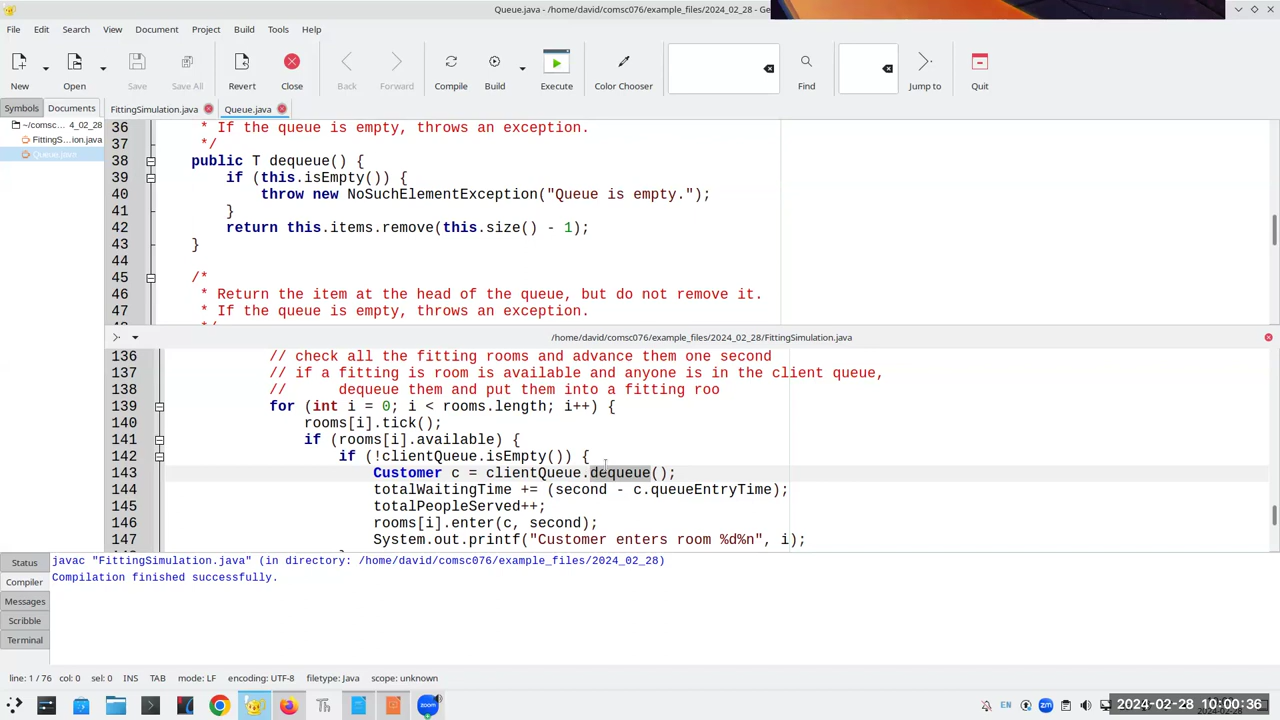 Queue.java - /home/david/comsc076/example_files/2024_02_28 - Ge
File Edit Search View Document Project Build Tools Help
New Open Save Save All Revert Close Back Forward Compile Build Execute Color Chooser Find Jump to Quit
Symbols Documents FittingSimulation.java Queue.java
~/comsc... 4_02_28
FittingS...ion.java
Queue.java
36 * If the queue is empty, throws an exception.
37 */
38 public T dequeue() {
39 if (this.isEmpty()) {
40 throw new NoSuchElementException("Queue is empty.");
41 }
42 return this.items.remove(this.size() - 1);
43 }
44
45 /*
46 * Return the item at the head of the queue, but do not remove it.
47 * If the queue is empty, throws an exception.
/home/david/comsc076/example_files/2024_02_28/FittingSimulation.java
136 // check all the fitting rooms and advance them one second
137 // if a fitting is room is available and anyone is in the client queue,
138 // dequeue them and put them into a fitting roo
139 for (int i = 0; i < rooms.length; i++) {
140 rooms[i].tick();
141 if (rooms[i].available) {
142 if (!clientQueue.isEmpty()) {
143 Customer c = clientQueue.dequeue();
144 totalWaitingTime += (second - c.queueEntryTime);
145 totalPeopleServed++;
146 rooms[i].enter(c, second);
147 System.out.printf("Customer enters room %d%n", i);
Status
Compiler
Messages
Scribble
Terminal
javac "FittingSimulation.java" (in directory: /home/david/comsc076/example_files/2024_02_28)
Compilation finished successfully.
line: 1 / 76 col: 0 sel: 0 INS TAB mode: LF encoding: UTF-8 filetype: Java scope: unknown
Th zoom EN zm 2024-02-28 10:00:36